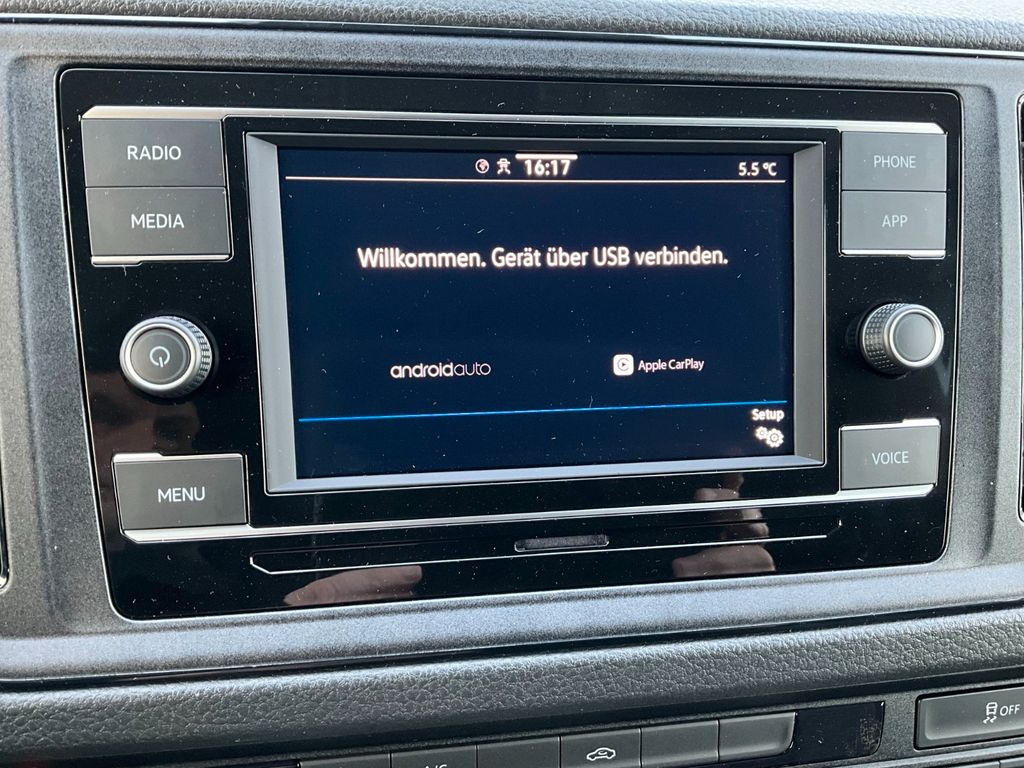 RADIO
16:17
5.5 °C
PHONE
MEDIA
APP
Willkommen. Gerät über USB verbinden.
androidauto
Apple CarPlay
Setup
MENU
VOICE
OFF
A/C